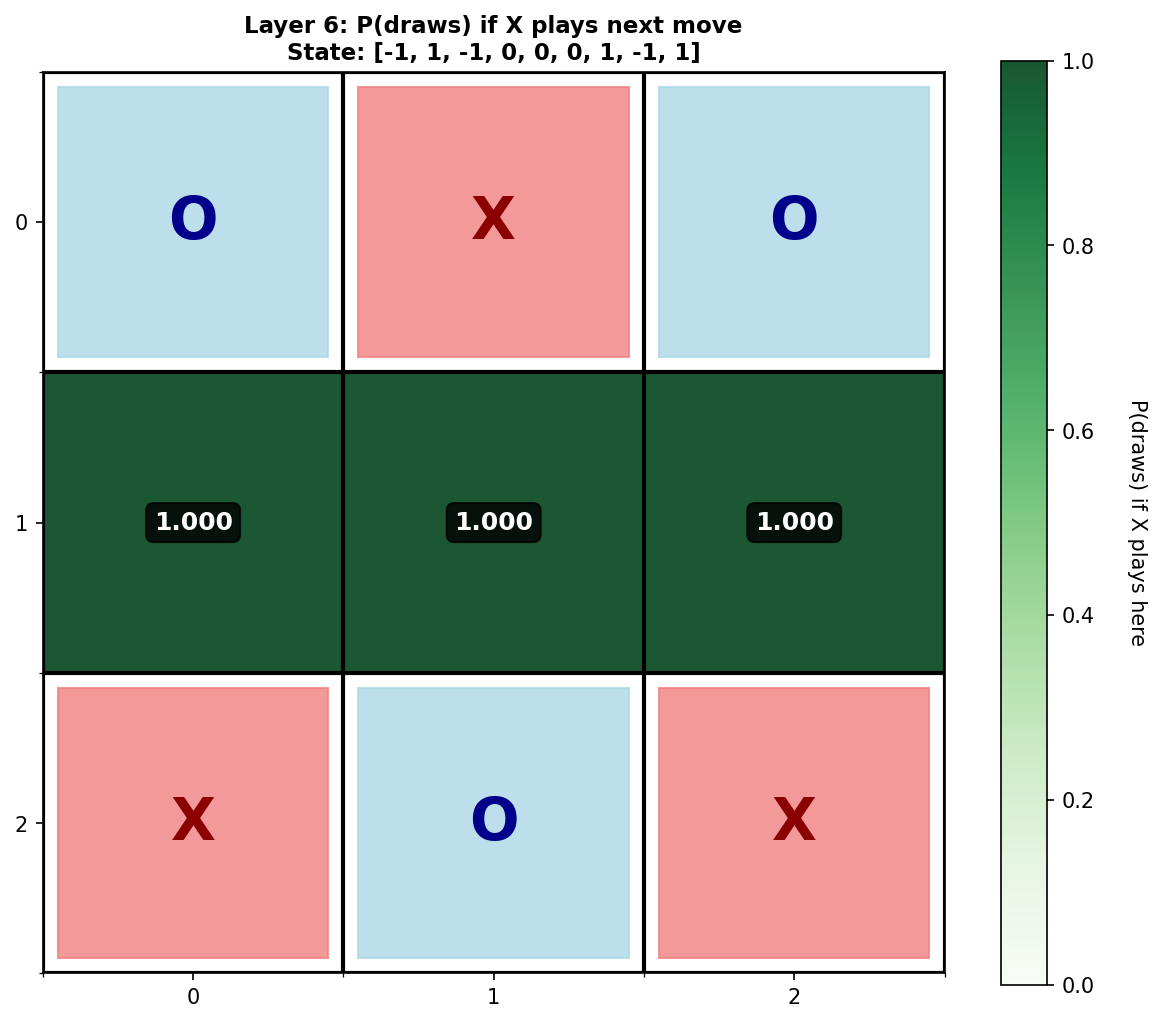 Layer 6: P(draws) if X plays next move
State: [-1, 1, -1, 0, 0, 0, 1, -1, 1]
O X O
1.000 1.000 1.000
X O X
0
1
2
0 1 2
1.0
0.8
0.6
0.4
0.2
0.0
P(draws) if X plays here